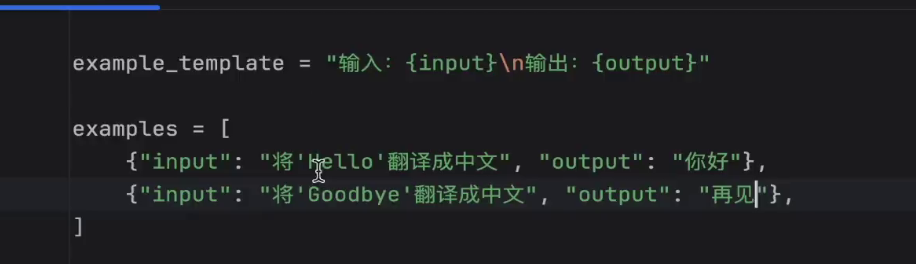 example_template = "输入：{input}\n输出：{output}"
examples = [
{"input": "将'Hello'翻译成中文", "output": "你好"},
{"input": "将'Goodbye'翻译成中文", "output": "再见"},
]